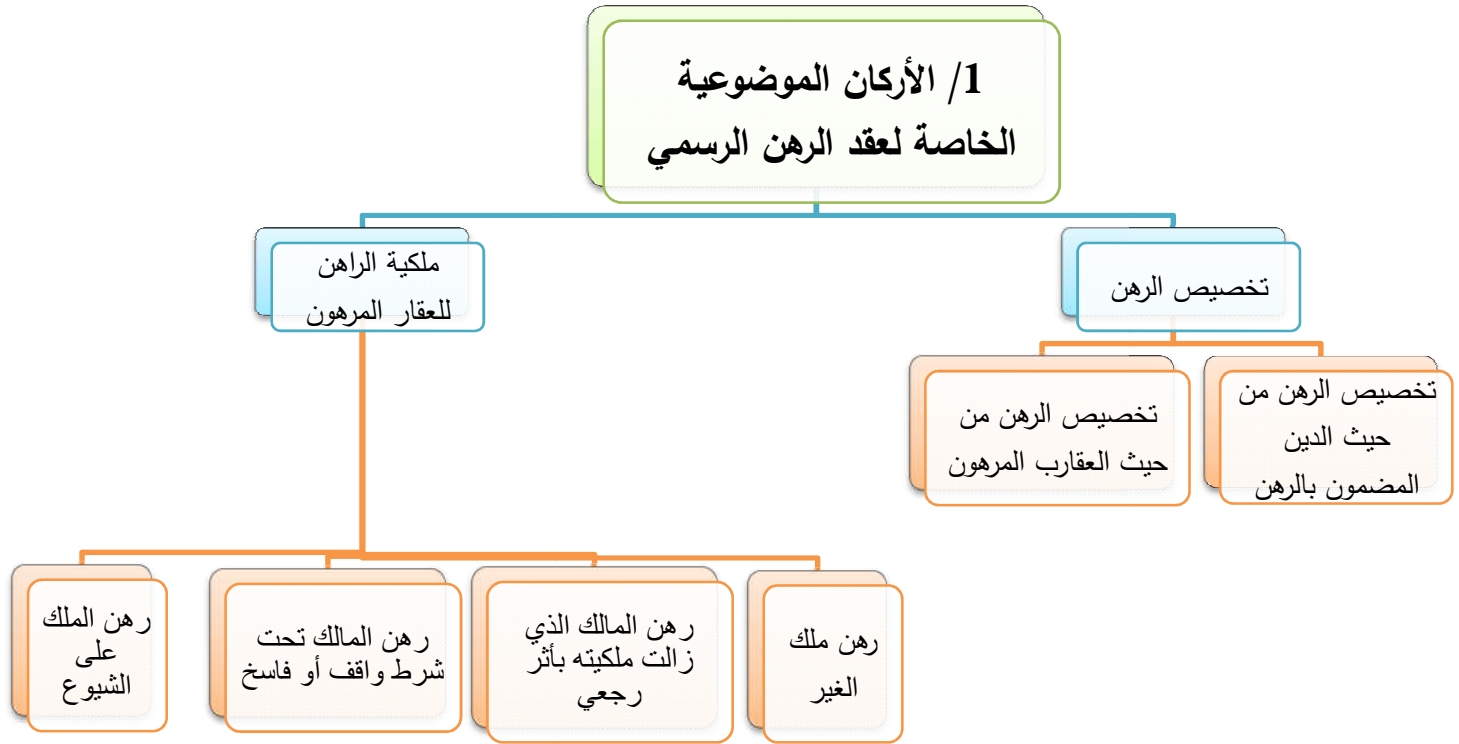 1/ الأركان الموضوعية
الخاصة لعقد الرهن الرسمي
تخصيص الرهن
ملكية الراهن
للعقار المرهون
تخصيص الرهن من
حيث الدين
المضمون بالرهن
تخصيص الرهن من
حيث العقارب المرهون
رهن ملك
الغير
رهن المالك الذي
زالت ملكيته بأثر
رجعي
رهن المالك تحت
شرط واقف أو فاسخ
رهن الملك
على
الشيوع